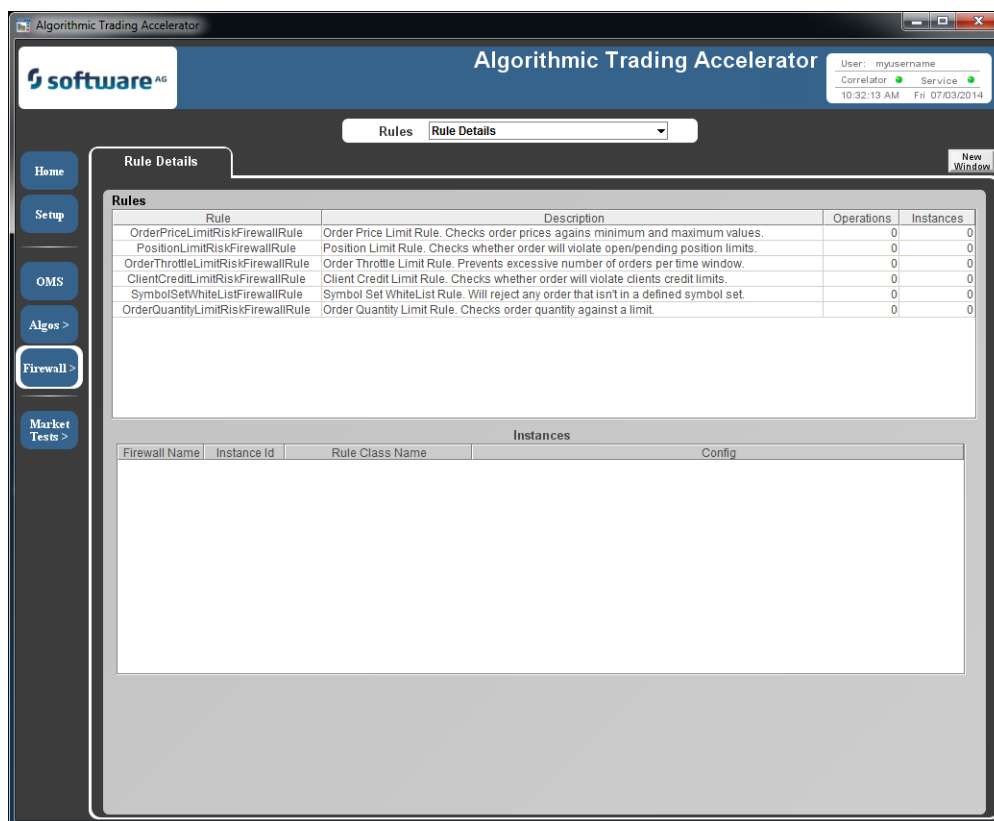 Algorithmic Trading Accelerator
software AG
Algorithmic Trading Accelerator
User: myusername
Correlator Service
10:32:13 AM Fri 07/03/2014
Rules Rule Details
Home
Setup
OMS
Algos >
Firewall >
Market
Tests >
Rule Details
New
Window
Rules
Rule Description Operations Instances
OrderPriceLimitRiskFirewallRule Order Price Limit Rule. Checks order prices agains minimum and maximum values. 0 0
PositionLimitRiskFirewallRule Position Limit Rule. Checks whether order will violate open/pending position limits. 0 0
OrderThrottleLimitRiskFirewallRule Order Throttle Limit Rule. Prevents excessive number of orders per time window. 0 0
ClientCreditLimitRiskFirewallRule Client Credit Limit Rule. Checks whether order will violate clients credit limits. 0 0
SymbolSetWhiteListFirewallRule Symbol Set WhiteList Rule. Will reject any order that isn't in a defined symbol set. 0 0
OrderQuantityLimitRiskFirewallRule Order Quantity Limit Rule. Checks order quantity against a limit. 0 0
Instances
Firewall Name Instance Id Rule Class Name Config